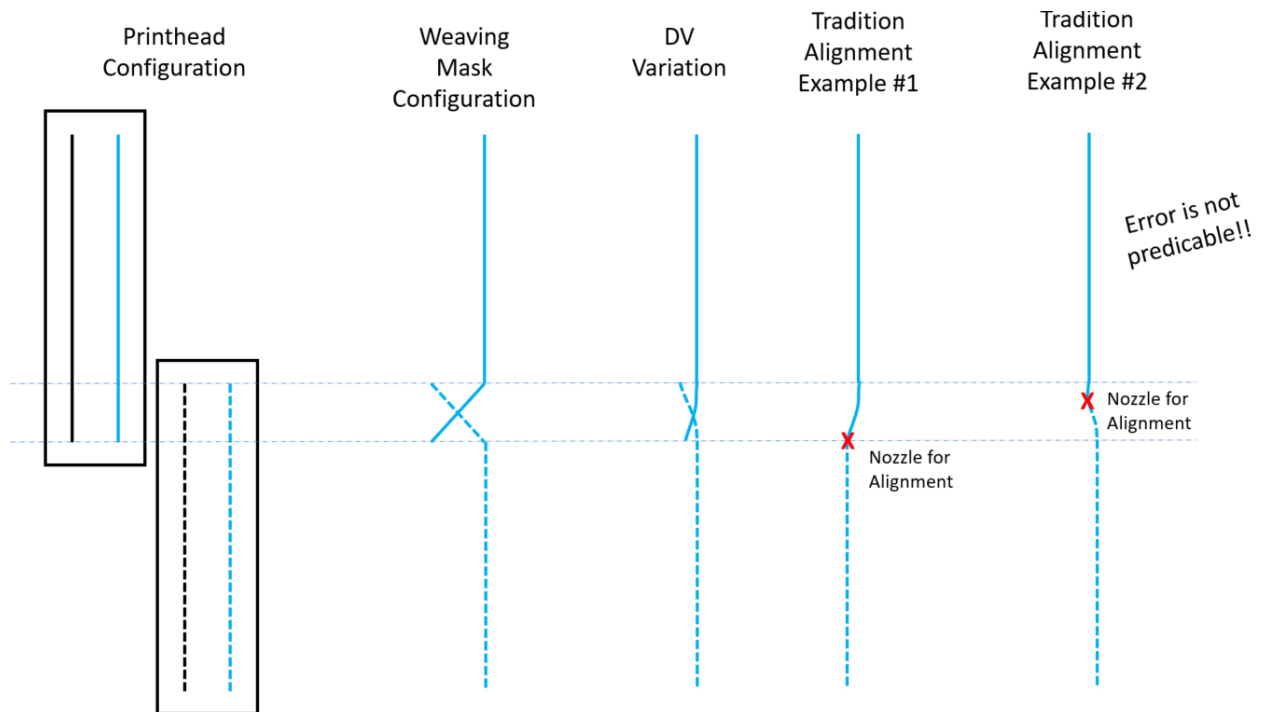 Printhead
Configuration
Weaving
Mask
Configuration
DV
Variation
Tradition
Alignment
Example #1
Tradition
Alignment
Example #2
Error is not
predicable!!
X
Nozzle for
Alignment
X
Nozzle for
Alignment